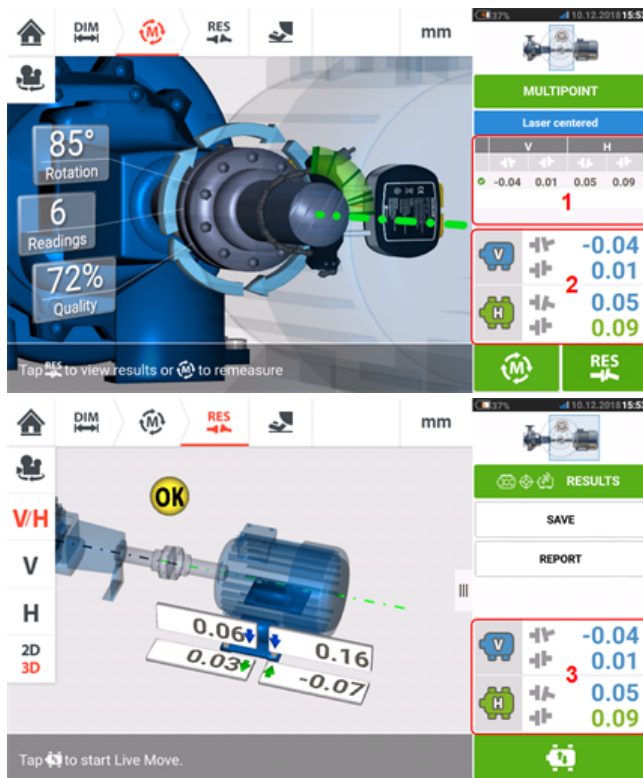 DIM
M
RES
mm
37%
10.12.2018 15:52
MULTIPOINT
Laser centered
V H
-0.04 0.01 0.05 0.09
1
85°
Rotation
6
Readings
72%
Quality
V
-0.04
0.01
2
H
0.05
0.09
Tap RES to view results or M to remeasure
M
RES
DIM
M
RES
mm
37%
10.12.2018 15:52
RESULTS
SAVE
REPORT
V/H
V
H
2D
3D
OK
0.06
0.16
0.03
-0.07
V
-0.04
0.01
3
H
0.05
0.09
Tap to start Live Move.